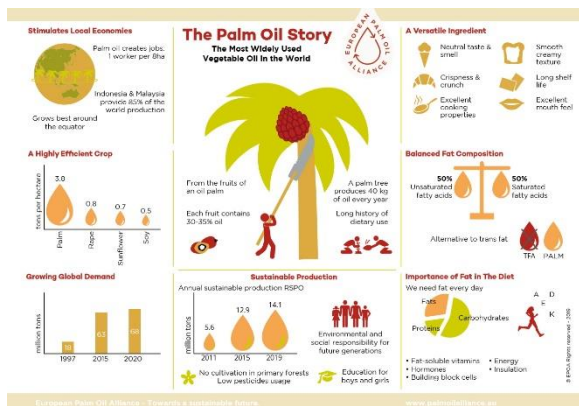 Stimulates Local Economies
Palm oil creates jobs:
1 worker per 8ha
Indonesia & Malaysia
provide 85% of the
world production
Grows best around
the equator
The Palm Oil Story
The Most Widely Used
Vegetable Oil In the World
EUROPEAN PALM OIL ALLIANCE
A Versatile Ingredient
Neutral taste &
smell
Smooth
creamy
texture
Crispness &
crunch
Long shelf
life
Excellent
cooking
properties
Excellent
mouth feel
A Highly Efficient Crop
tons per hectare
3.0
0.8
0.7
0.5
Palm
Rape
Sunflower
Soy
From the fruits of
an oil palm
Each fruit contains
30-35% oil
A palm tree
produces 40 kg
of oil every year
Long history of
dietary use
Balanced Fat Composition
50%
Unsaturated
fatty acids
50%
Saturated
fatty acids
Alternative to trans fat
TFA
PALM
Growing Global Demand
million tons
18
63
68
1997
2015
2020
Sustainable Production
Annual sustainable production RSPO
million tons
5.6
12.9
14.1
2011
2015
2019
Environmental and
social responsibility for
future generations
No cultivation in primary forests
Low pesticides usage
Education for
boys and girls
Importance of Fat In The Diet
We need fat every day
Fats
Carbohydrates
Proteins
A D
E K
• Fat-soluble vitamins
• Hormones
• Building block cells
• Energy
• Insulation
© EPOA Rights reserved - 2019
European Palm Oil Alliance - Towards a sustainable future
www.palmoilalliance.eu